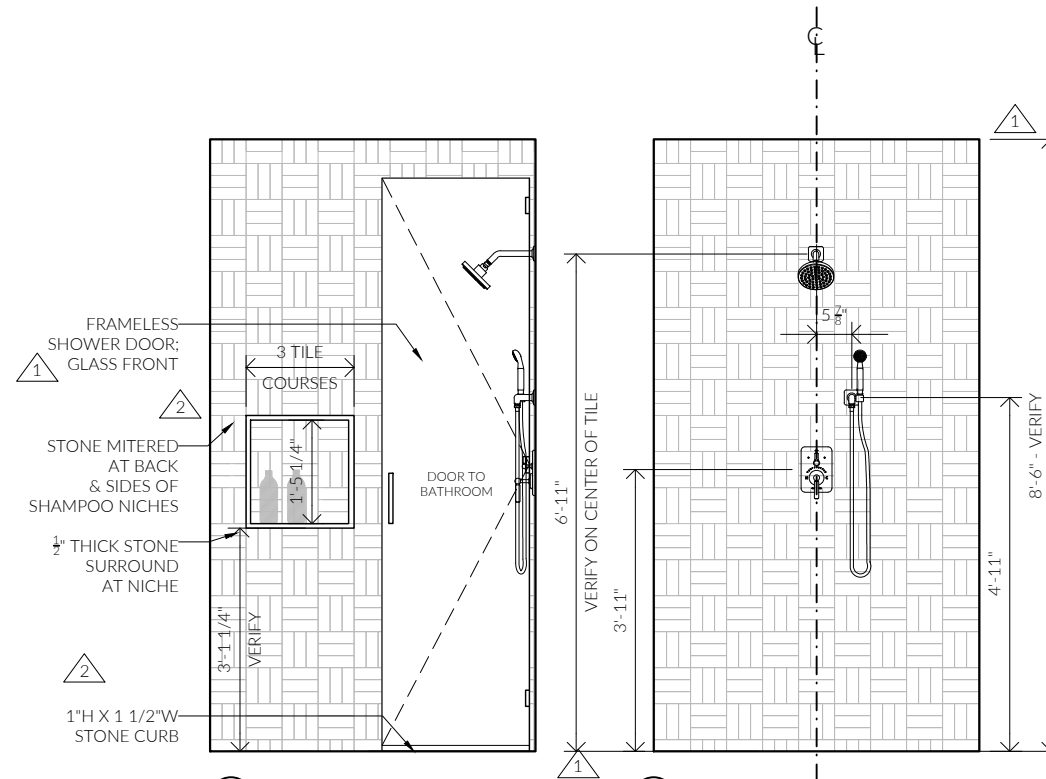 CL
1
FRAMELESS
SHOWER DOOR;
GLASS FRONT
1
3 TILE
COURSES
2
STONE MITERED
AT BACK
& SIDES OF
SHAMPOO NICHES
1'-5 1/4"
DOOR TO
BATHROOM
1/2" THICK STONE
SURROUND
AT NICHE
3'-1 1/4"
VERIFY
2
1"H X 1 1/2"W
STONE CURB
6'-11"
VERIFY ON CENTER OF TILE
1
3'-11"
5 7/8"
4'-11"
8'-6" - VERIFY